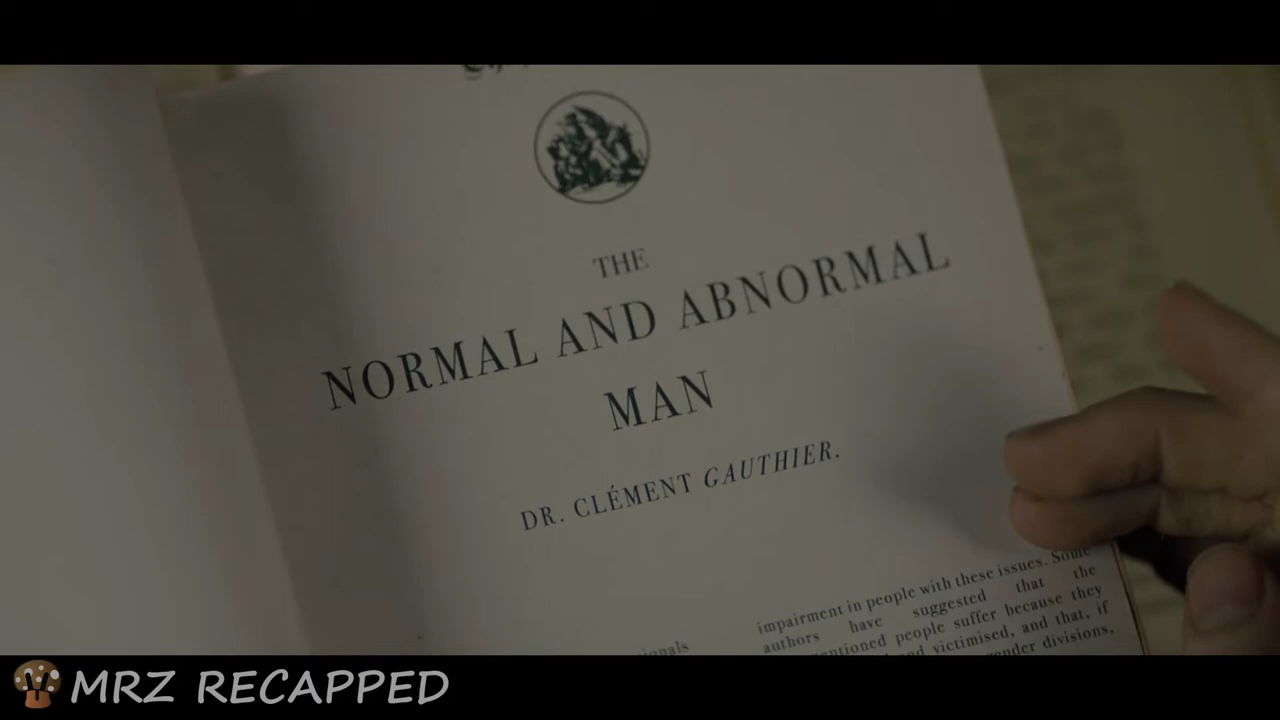 THE
NORMAL AND ABNORMAL
MAN
DR. CLÉMENT GAUTHIER.
impairment in people with these issues. Some
authors have suggested that the
people suffer because they
victimised, and that, if
divisions,
MRZ RECAPPED